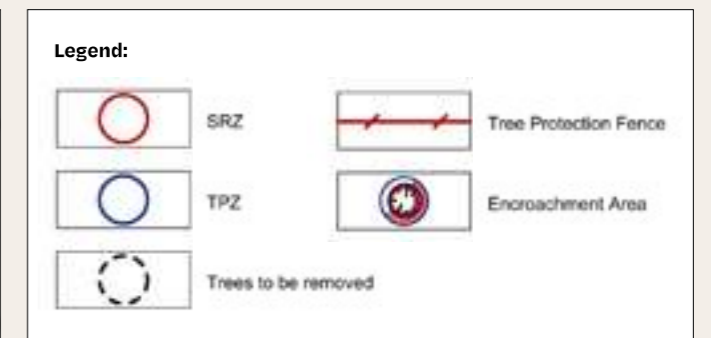 Legend:
SRZ
Tree Protection Fence
TPZ
Encroachment Area
Trees to be removed